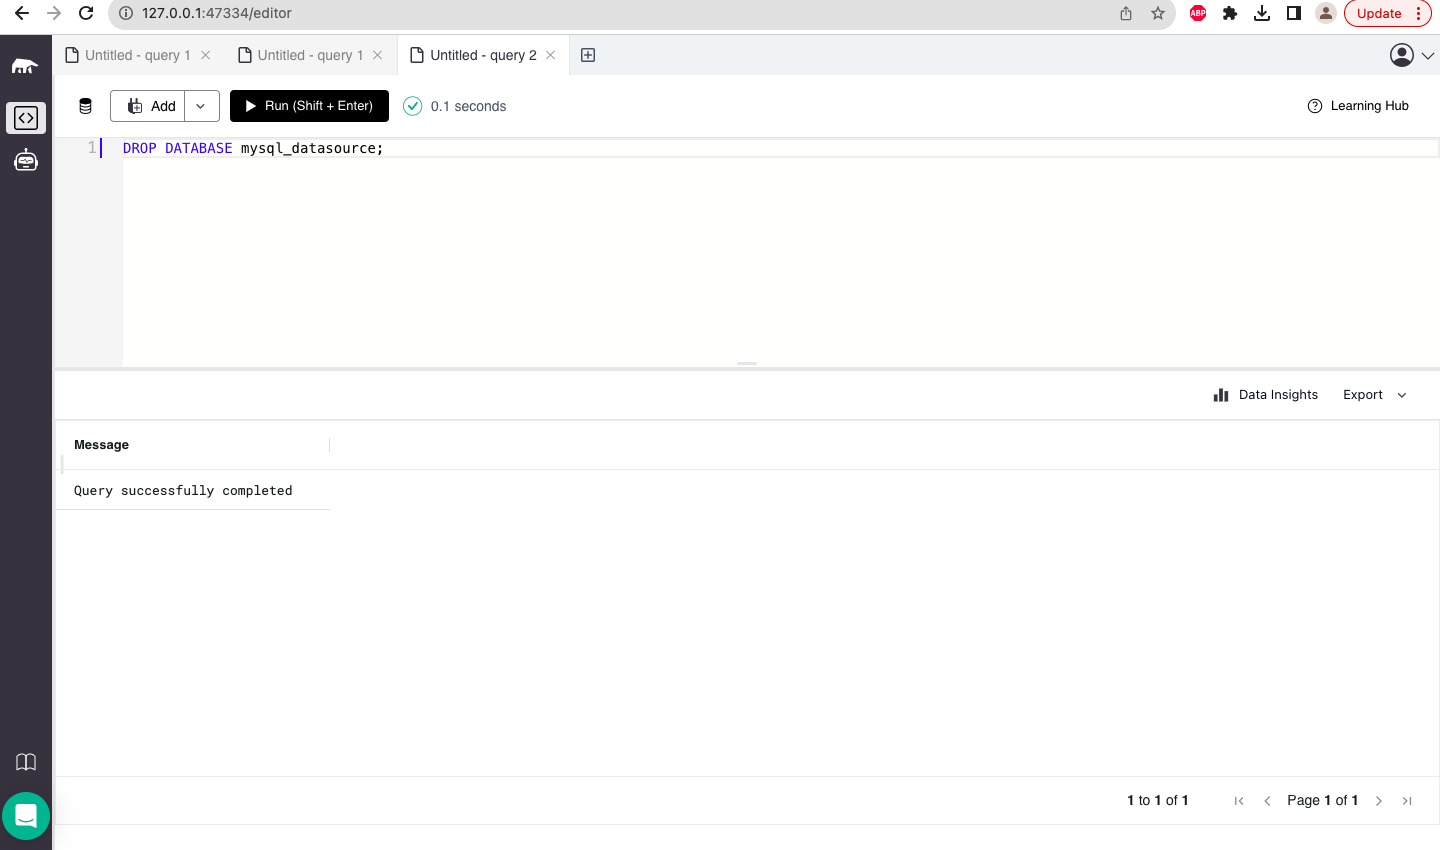 127.0.0.1:47334/editor
ABP
Update
Untitled - query 1
Untitled - query 1
Untitled - query 2
Add
Run (Shift + Enter)
0.1 seconds
Learning Hub
1
DROP DATABASE mysql_datasource;
Data Insights
Export
Message
Query successfully completed
1 to 1 of 1
Page 1 of 1